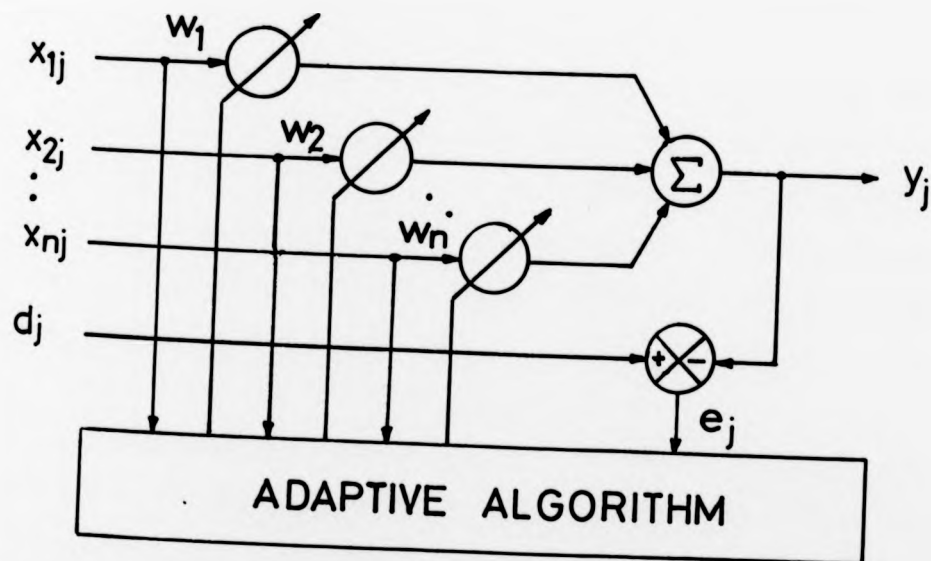 x₁ⱼ w₁
x₂ⱼ w₂
⋮
xₙⱼ wₙ
Σ yⱼ
dⱼ
+ −
eⱼ
ADAPTIVE ALGORITHM